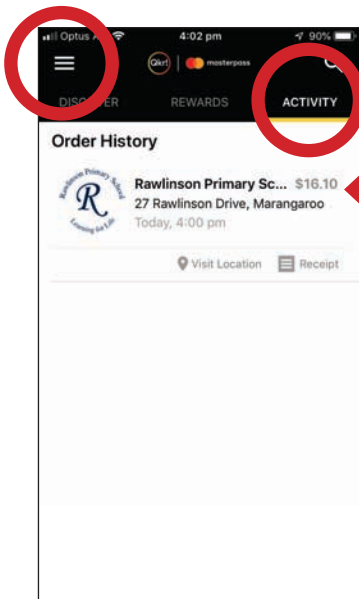 Optus 4:02 pm 90%
Qkr! masterpass
DISCOVER REWARDS ACTIVITY
Order History
Rawlinson Primary School
R
Learning for Life
Rawlinson Primary Sc... $16.10
27 Rawlinson Drive, Marangaroo
Today, 4:00 pm
Visit Location Receipt